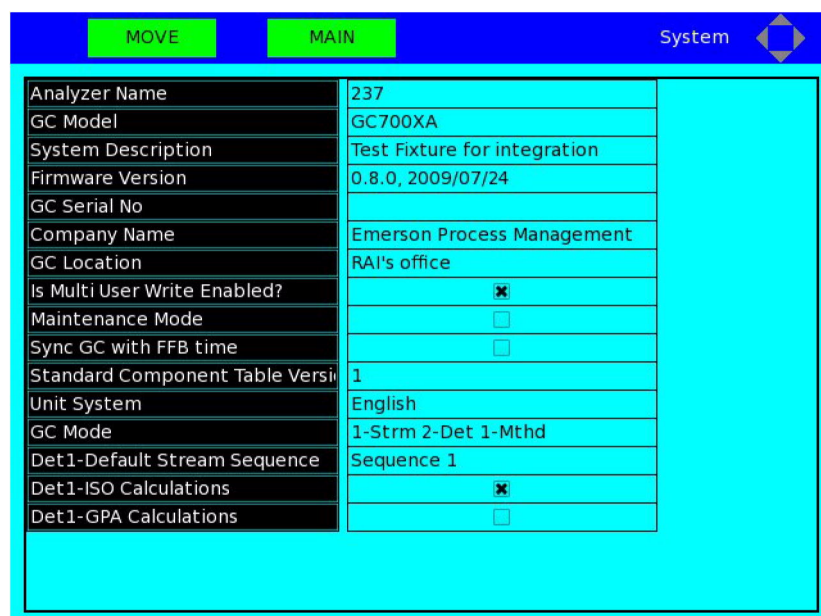 MOVE MAIN System
Analyzer Name 237
GC Model GC700XA
System Description Test Fixture for integration
Firmware Version 0.8.0, 2009/07/24
GC Serial No
Company Name Emerson Process Management
GC Location RAI's office
Is Multi User Write Enabled?
Maintenance Mode
Sync GC with FFB time
Standard Component Table Versi 1
Unit System English
GC Mode 1-Strm 2-Det 1-Mthd
Det1-Default Stream Sequence Sequence 1
Det1-ISO Calculations
Det1-GPA Calculations